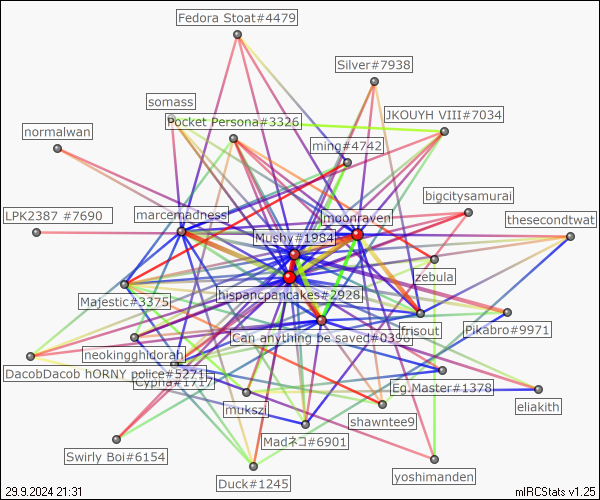 Fedora Stoat#4479
Silver#7938
somass
JKOUYH VIII#7034
Pocket Persona#3326
normalwan
ming#4742
bigcitysamurai
LPK2387 #7690
marcemadness
moonraven
thesecondtwat
Mushy#1984
zebula
hispancpancakes#2928
Majestic#3375
Can anything be saved#0398
frisout
Pikabro#9971
neokingghidorah
DacobDacob hORNY police#5271
Cypha#1717
Eg.Master#1378
mukszi
eliakith
shawntee9
Madネコ#6901
Swirly Boi#6154
yoshimanden
Duck#1245
29.9.2024 21:31
mIRCStats v1.25